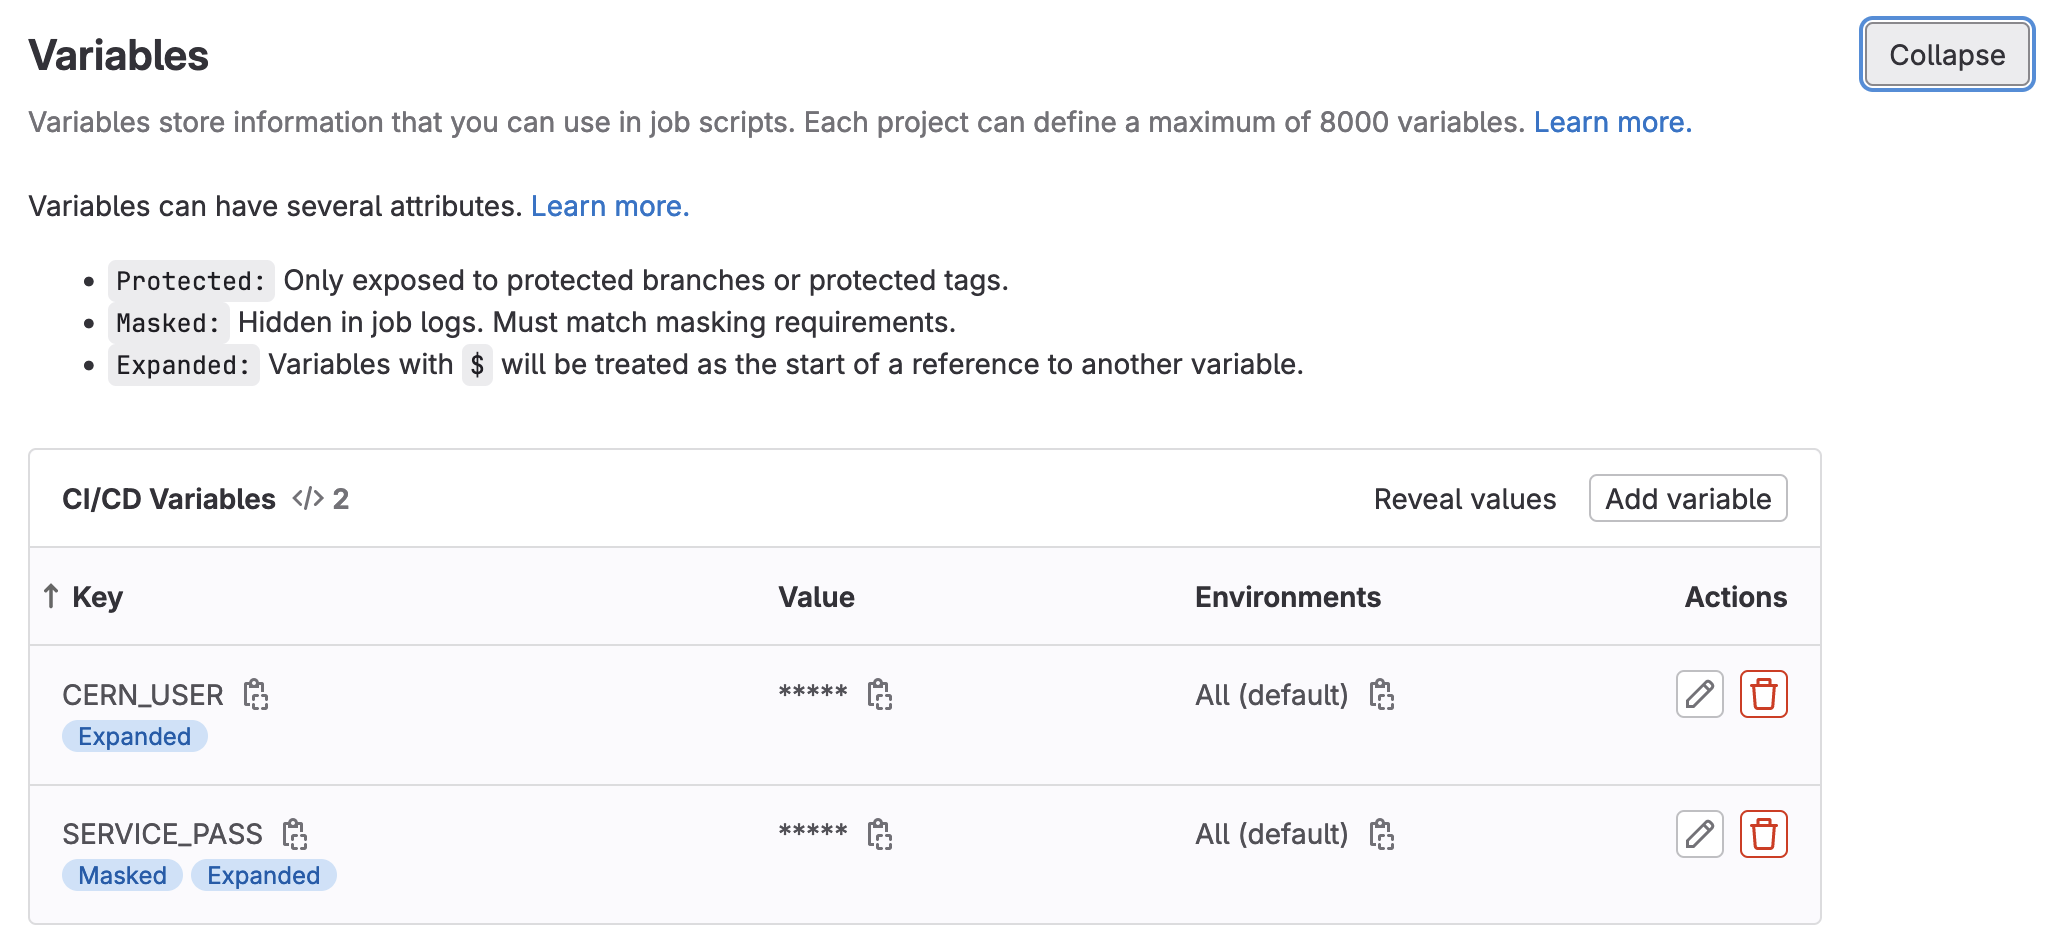 Variables
Collapse
Variables store information that you can use in job scripts. Each project can define a maximum of 8000 variables. Learn more.
Variables can have several attributes. Learn more.
• Protected: Only exposed to protected branches or protected tags.
• Masked: Hidden in job logs. Must match masking requirements.
• Expanded: Variables with $ will be treated as the start of a reference to another variable.
CI/CD Variables </> 2 Reveal values Add variable
↑ Key Value Environments Actions
CERN_USER ***** All (default)
Expanded
SERVICE_PASS ***** All (default)
Masked Expanded